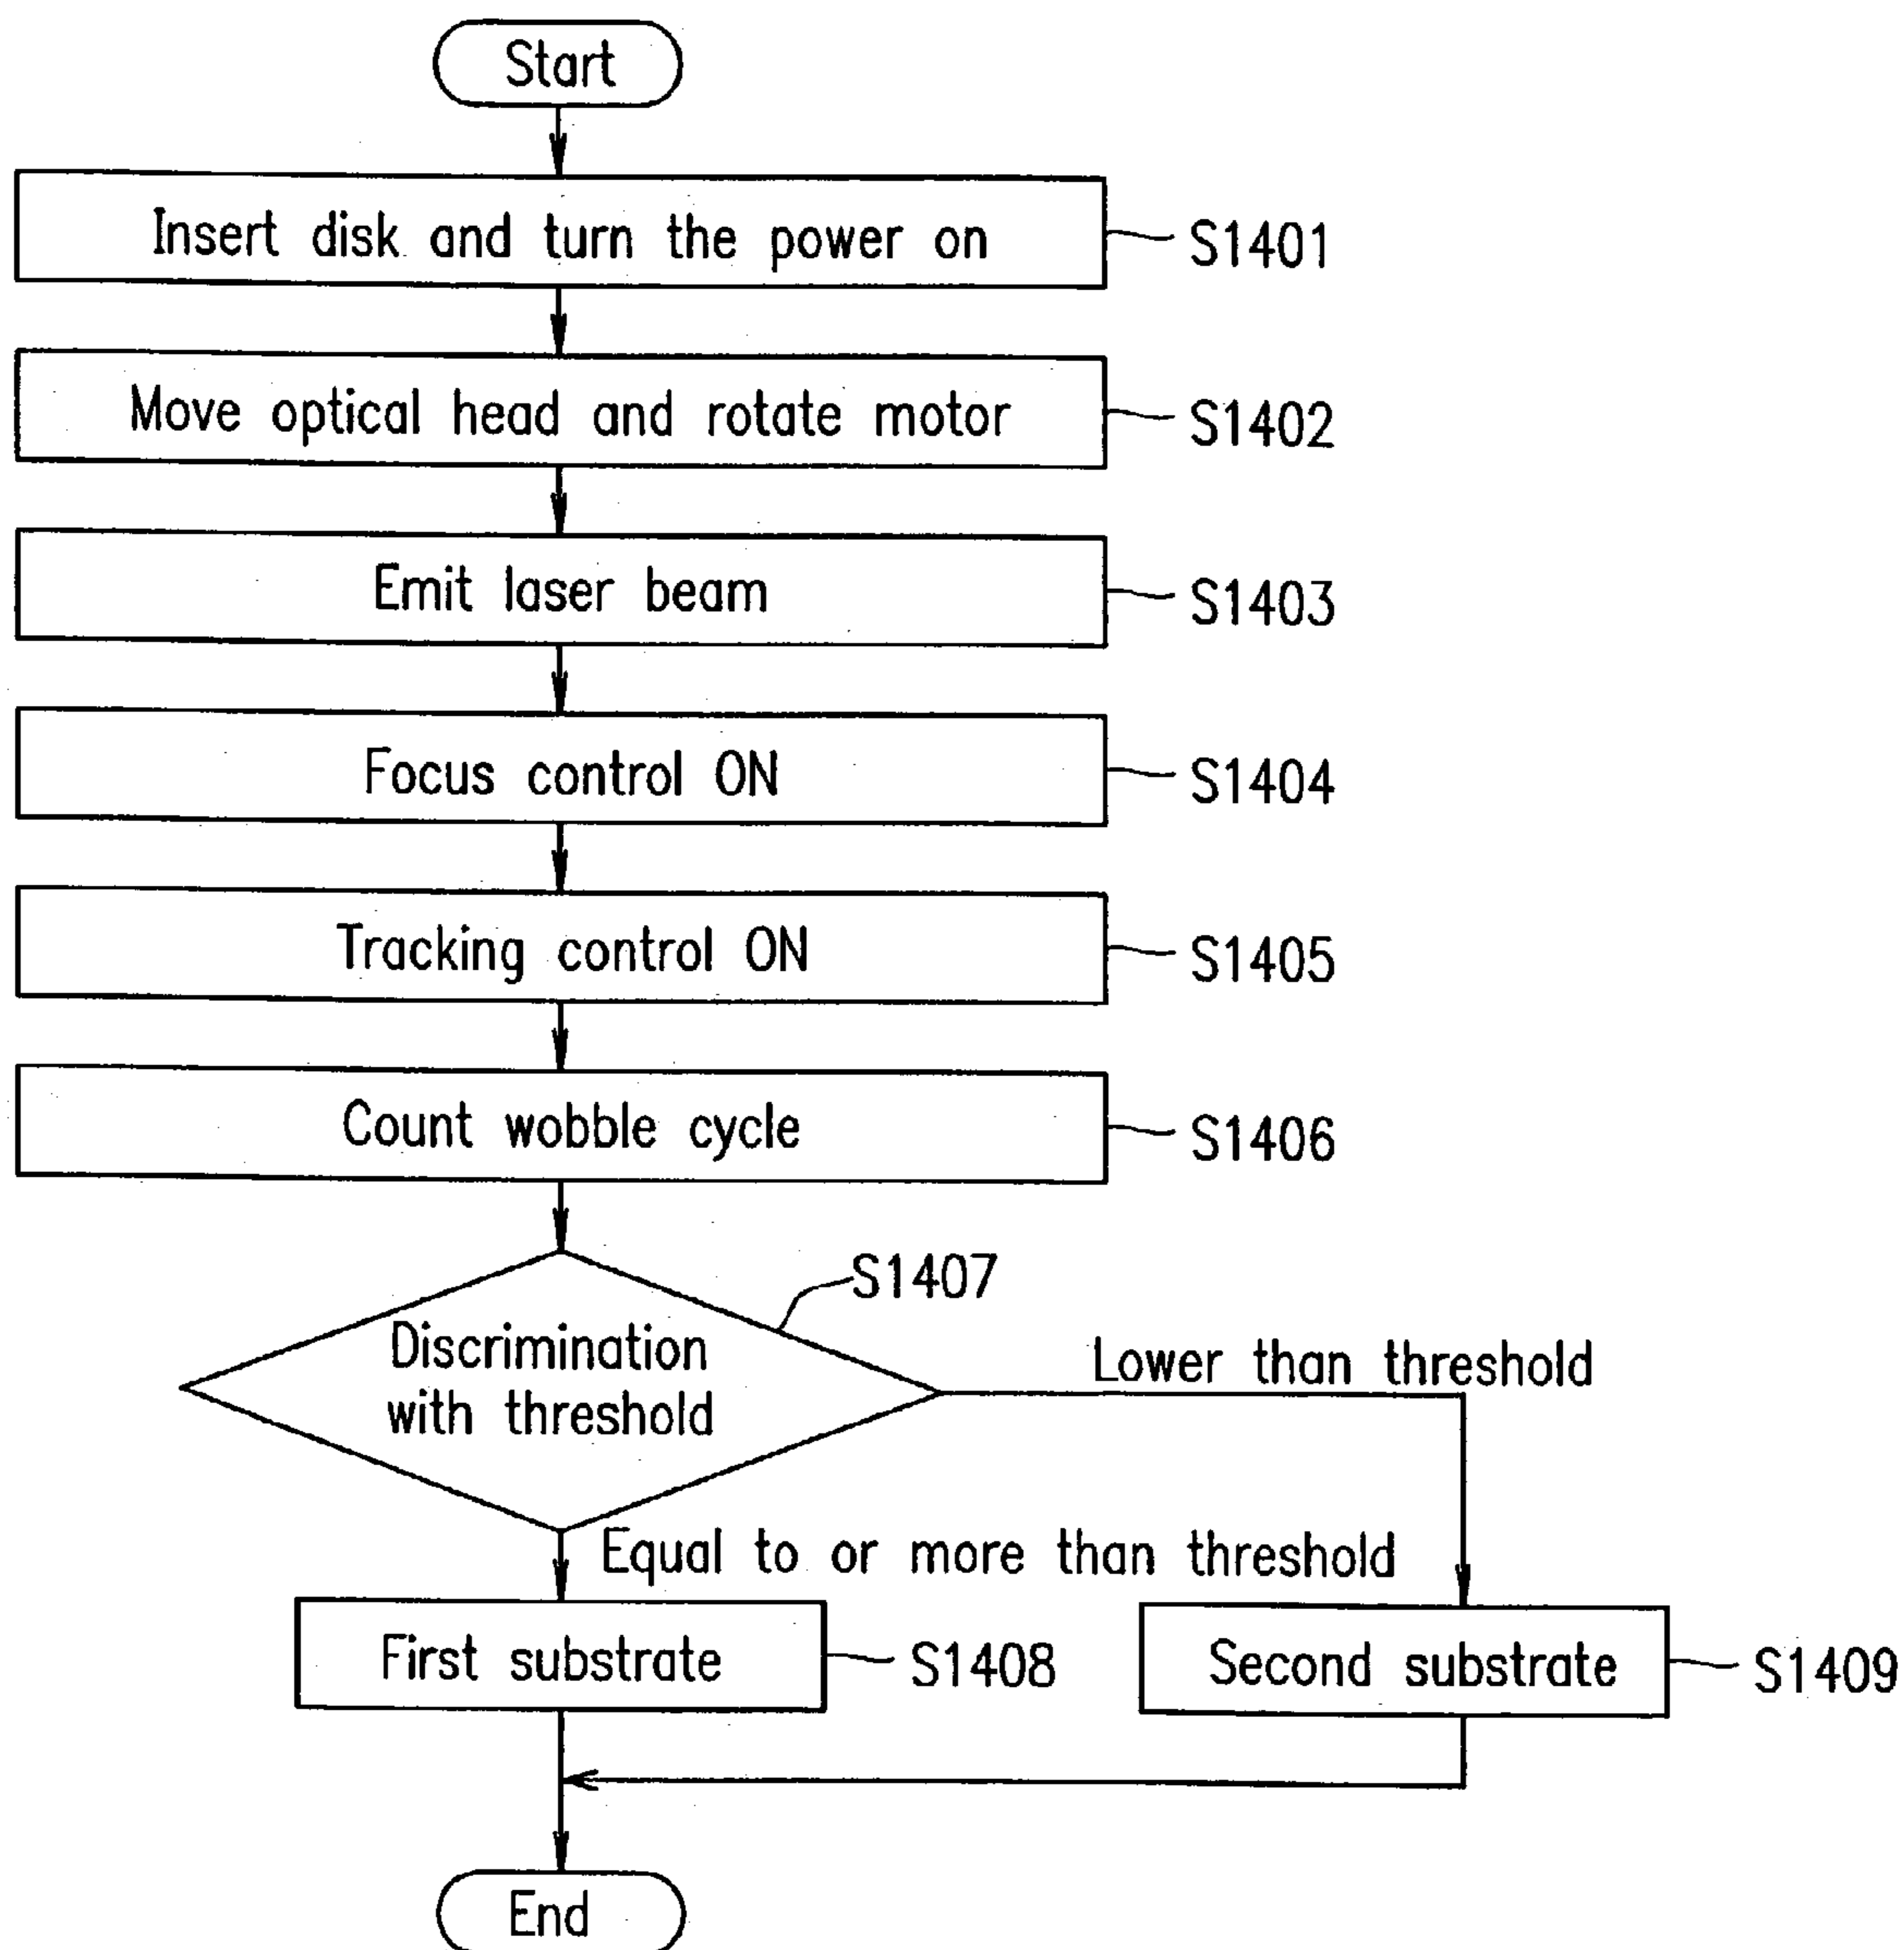 Start
Insert disk and turn the power on
S1401
Move optical head and rotate motor
S1402
Emit laser beam
S1403
Focus control ON
S1404
Tracking control ON
S1405
Count wobble cycle
S1406
S1407
Discrimination
with threshold
Lower than threshold
Equal to or more than threshold
First substrate
S1408
Second substrate
S1409
End